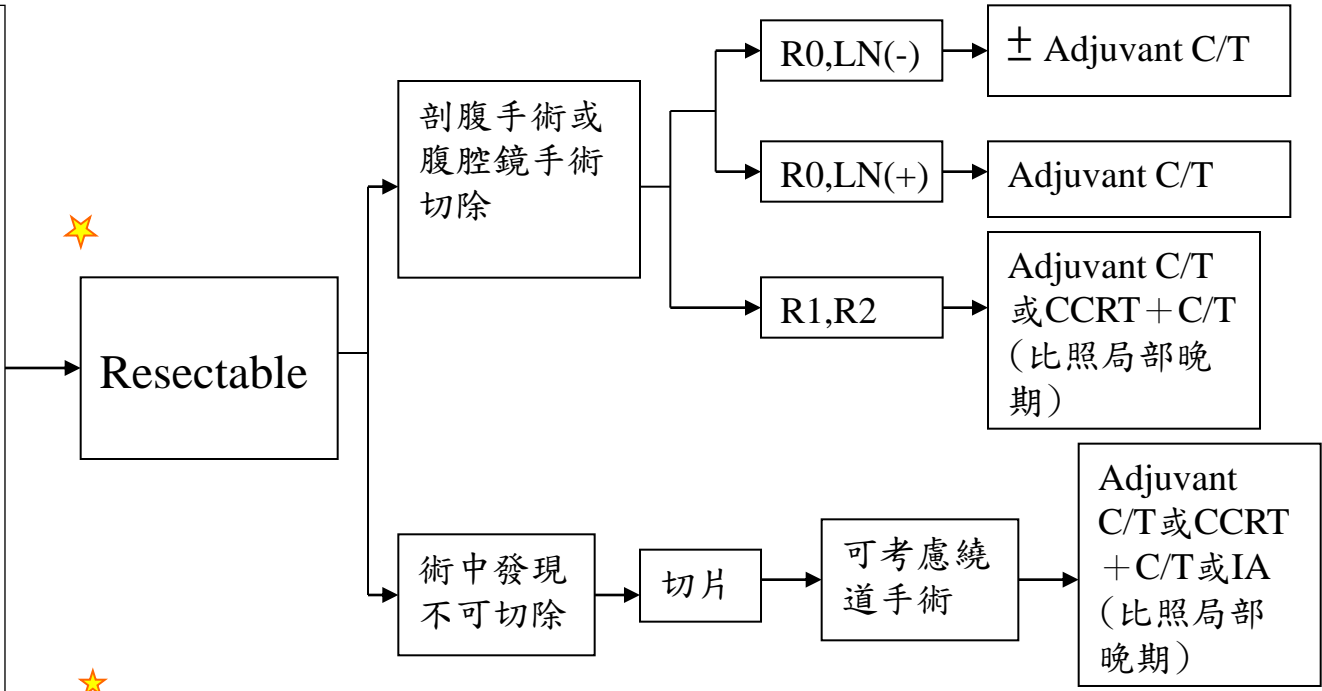 Resectable
剖腹手術或
腹腔鏡手術
切除
R0,LN(-)
± Adjuvant C/T
R0,LN(+)
Adjuvant C/T
R1,R2
Adjuvant C/T
或CCRT＋C/T
（比照局部晚
期）
術中發現
不可切除
切片
可考慮繞
道手術
Adjuvant
C/T或CCRT
＋C/T或IA
（比照局部
晚期）